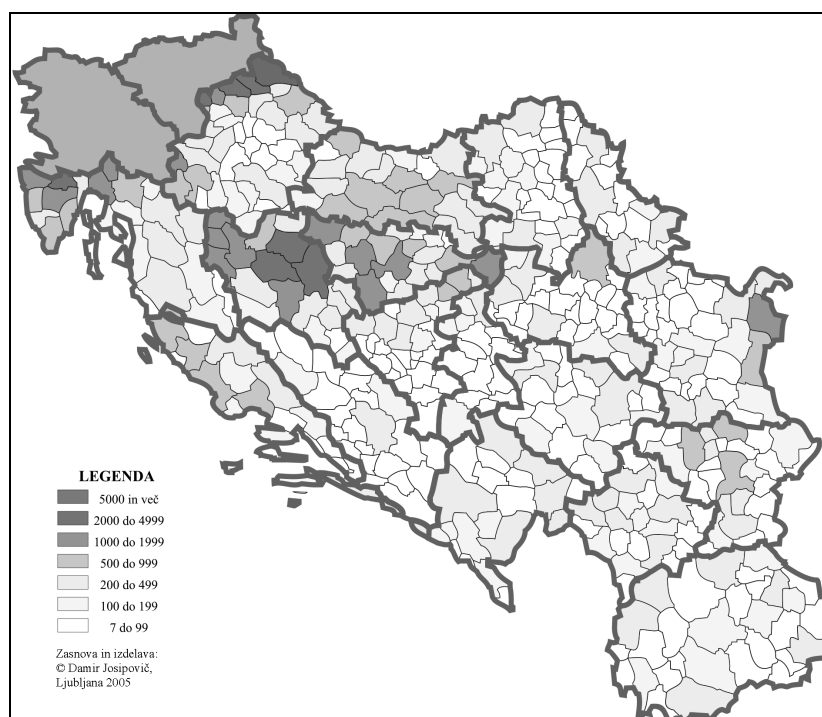 LEGENDA
5000 in več
2000 do 4999
1000 do 1999
500 do 999
200 do 499
100 do 199
7 do 99
Zasnova in izdelava:
© Damir Josipovič,
Ljubljana 2005